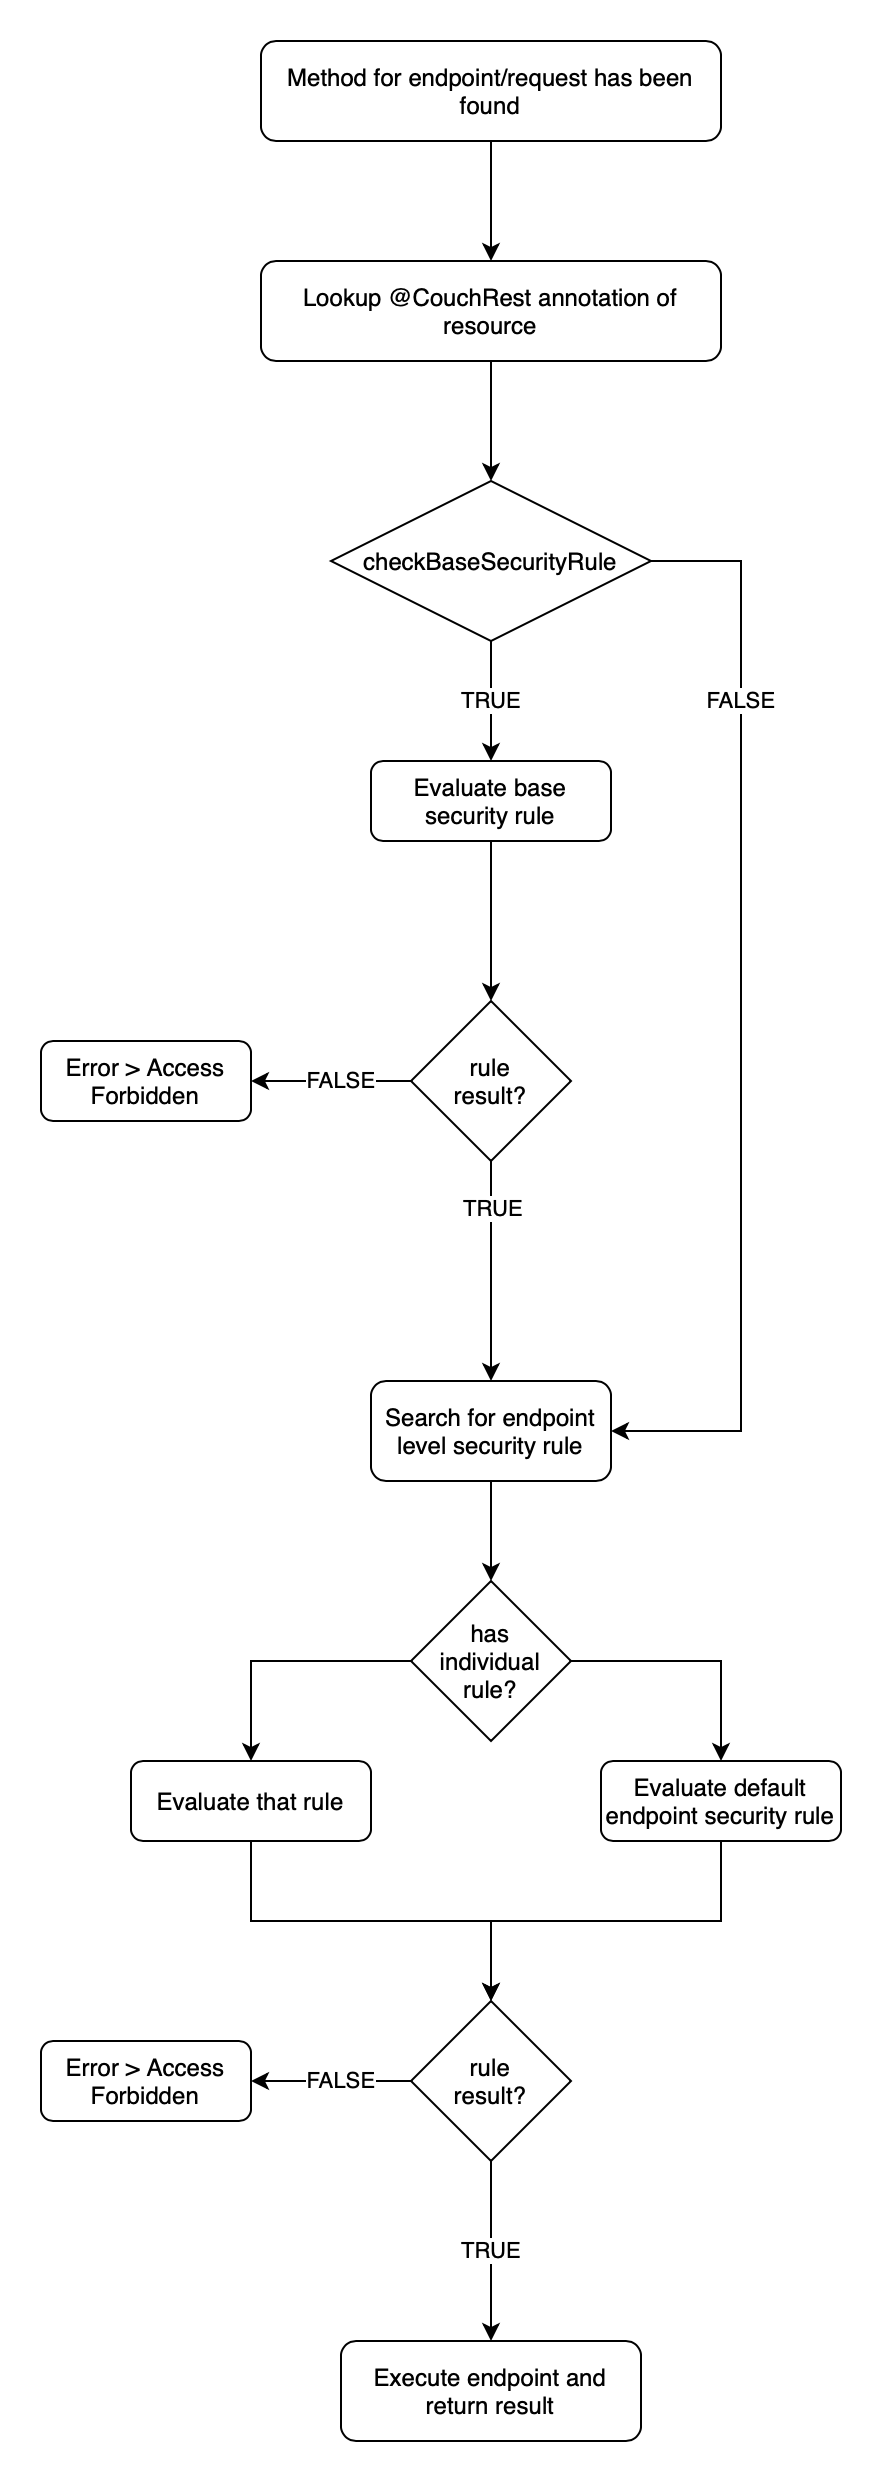 Method for endpoint/request has been
found
Lookup @CouchRest annotation of
resource
checkBaseSecurityRule
TRUE
FALSE
Evaluate base
security rule
rule
result?
FALSE
Error > Access
Forbidden
TRUE
Search for endpoint
level security rule
has
individual
rule?
Evaluate that rule
Evaluate default
endpoint security rule
rule
result?
FALSE
Error > Access
Forbidden
TRUE
Execute endpoint and
return result